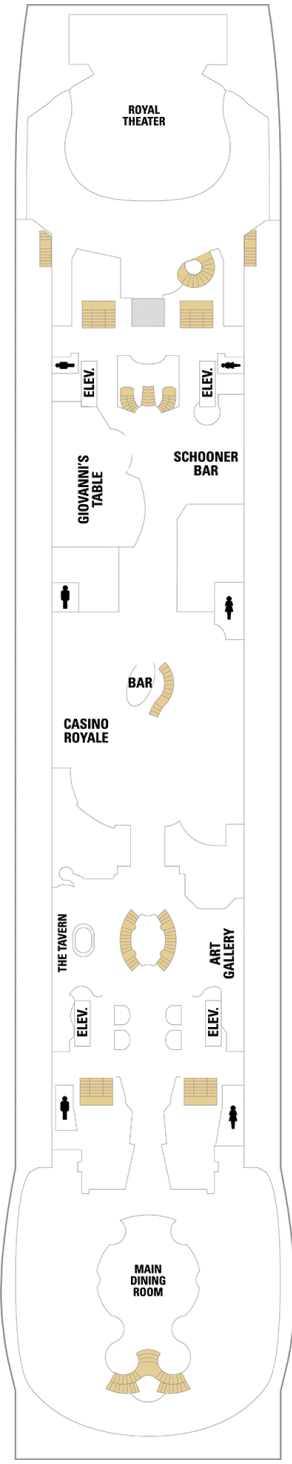 ROYAL
THEATER
ELEV.
ELEV.
GIOVANNI'S
TABLE
SCHOONER
BAR
BAR
CASINO
ROYALE
THE TAVERN
ART
GALLERY
ELEV.
ELEV.
MAIN
DINING
ROOM